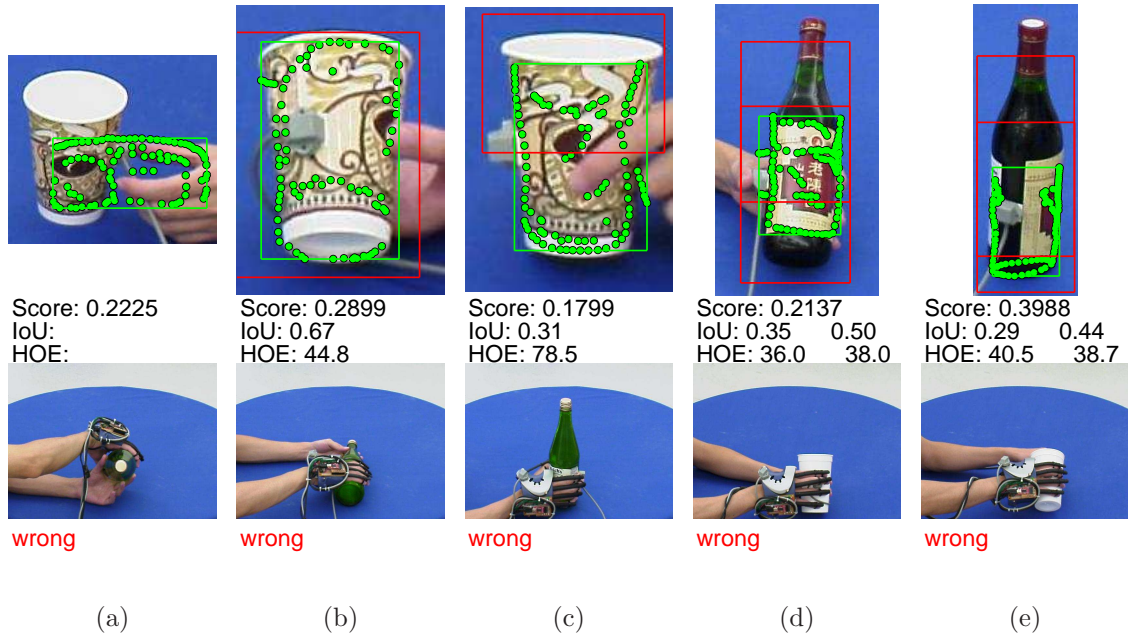 老陳
Score: 0.2225
IoU:
HOE:
wrong
(a)
Score: 0.2899
IoU: 0.67
HOE: 44.8
wrong
(b)
Score: 0.1799
IoU: 0.31
HOE: 78.5
wrong
(c)
Score: 0.2137
IoU: 0.35 0.50
HOE: 36.0 38.0
wrong
(d)
Score: 0.3988
IoU: 0.29 0.44
HOE: 40.5 38.7
wrong
(e)